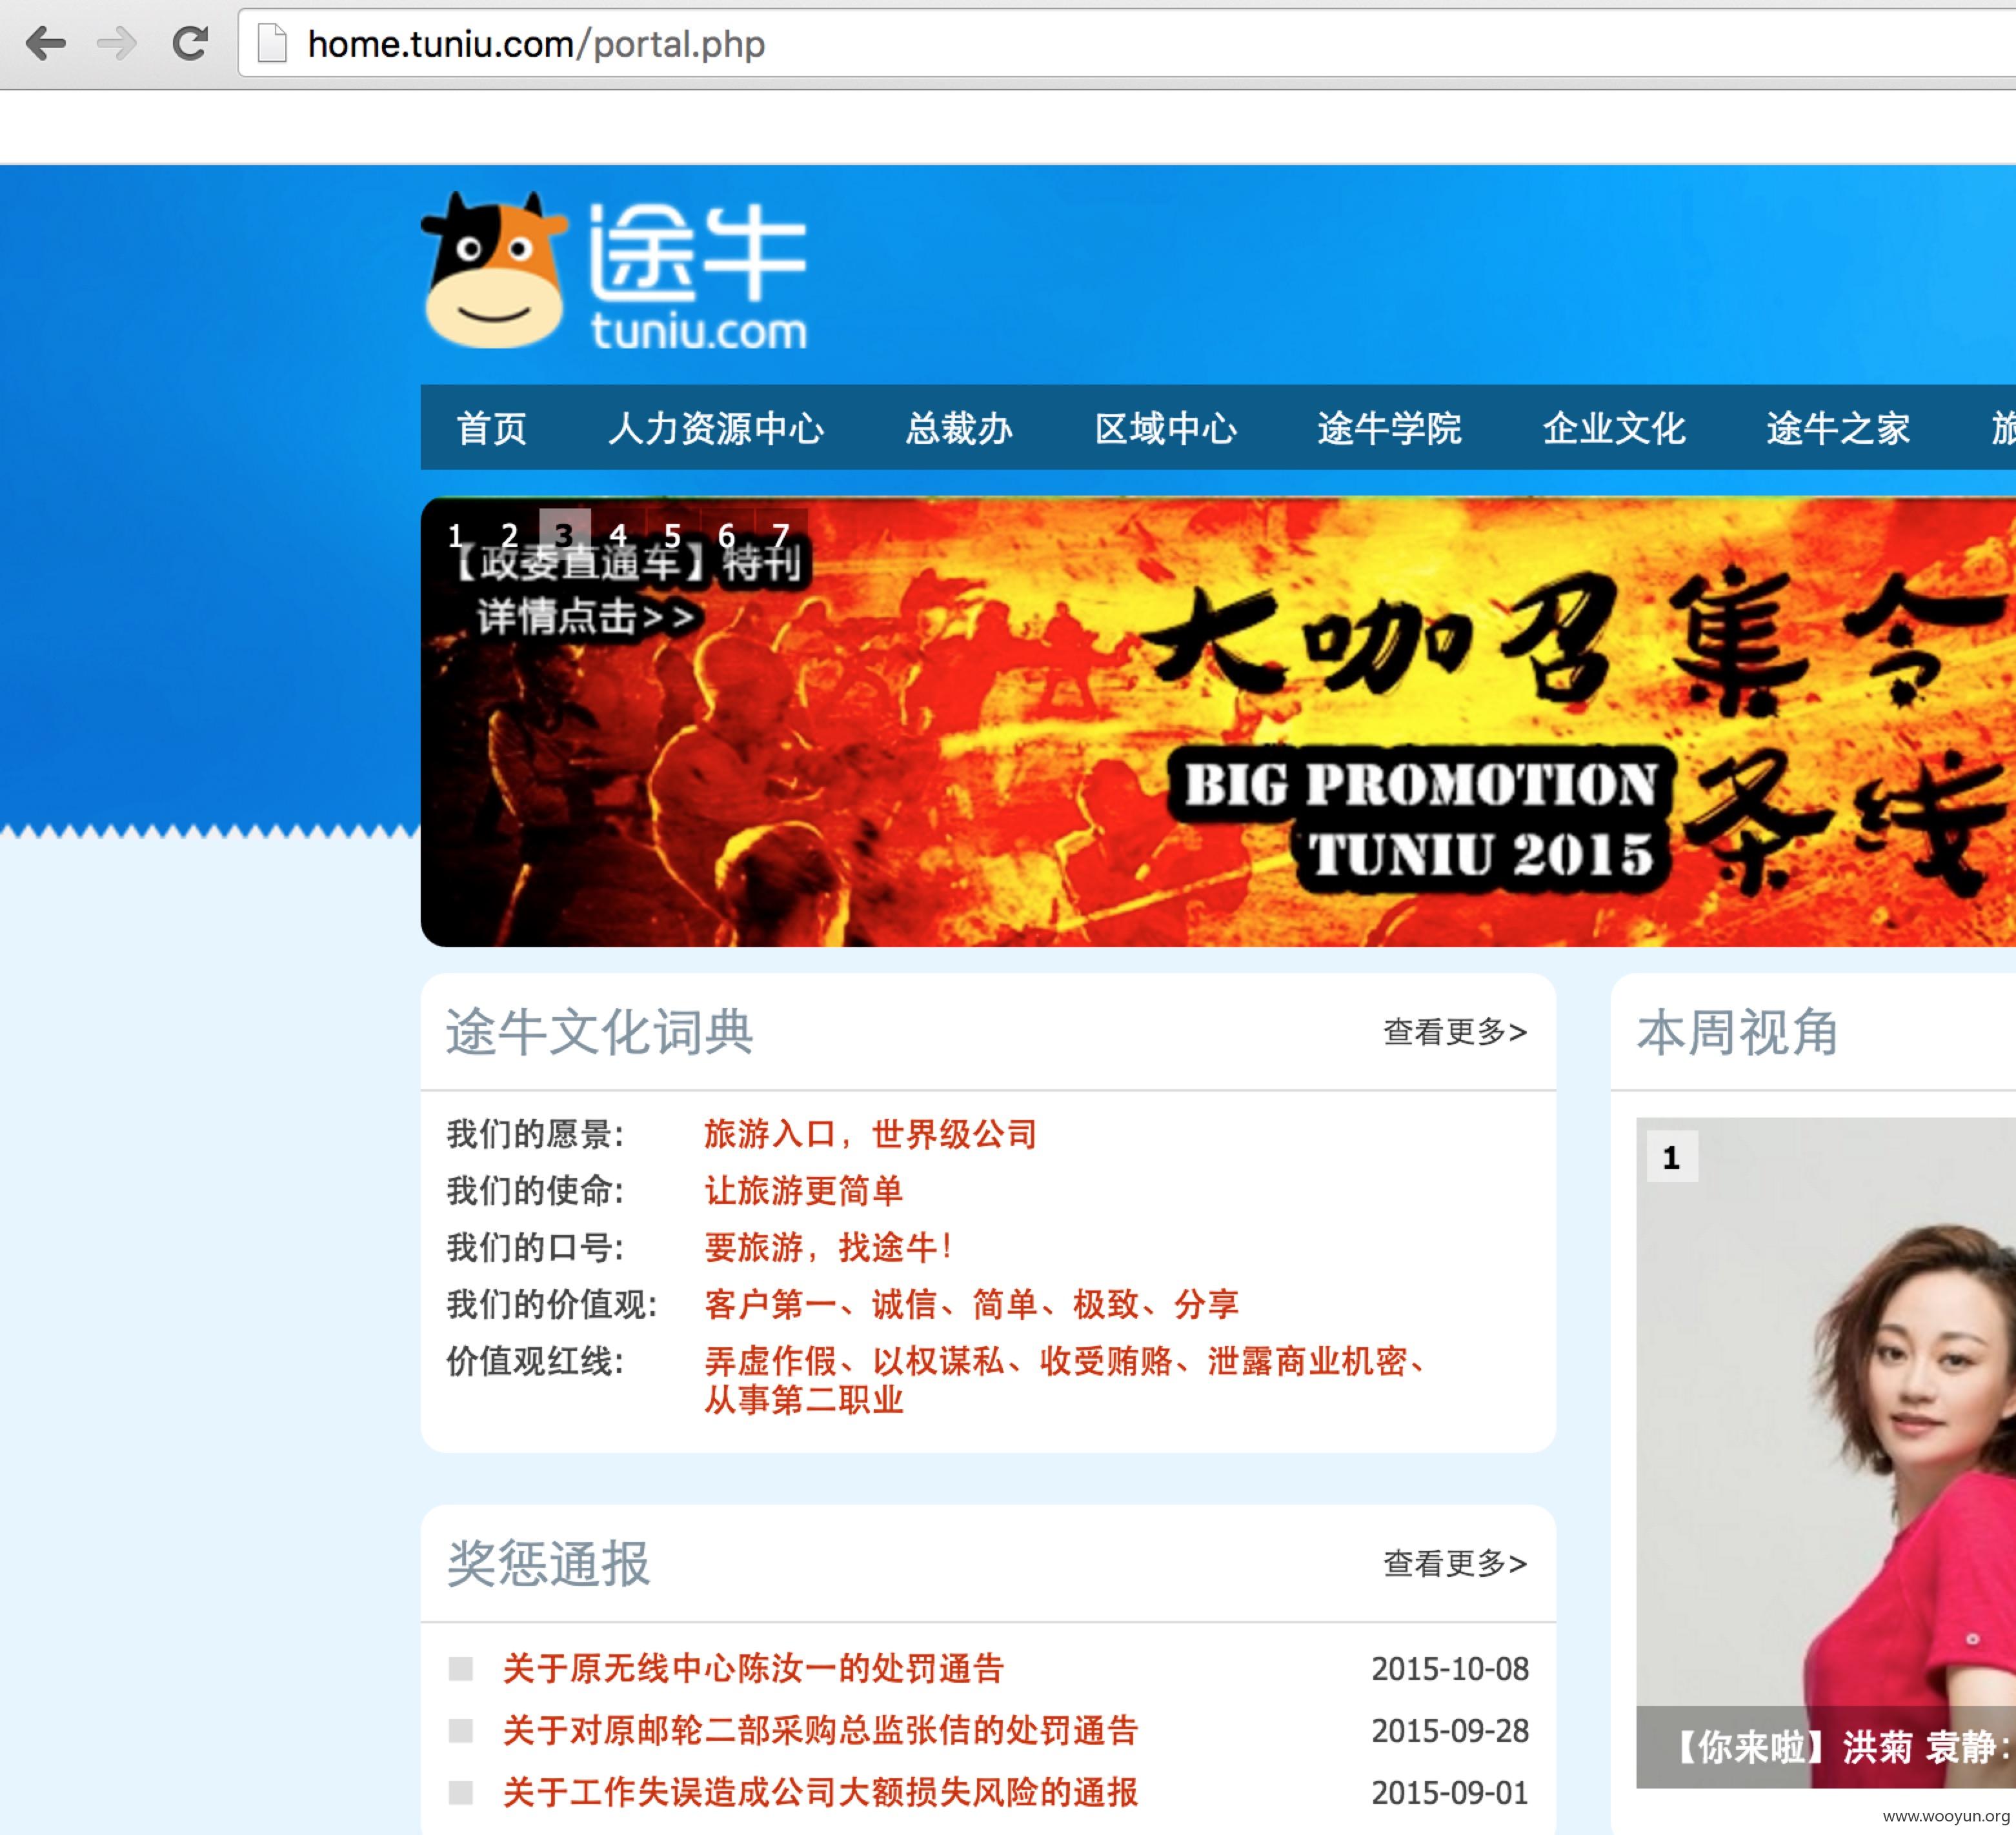 home.tuniu.com/portal.php
途牛
tuniu.com
首页 人力资源中心 总裁办 区域中心 途牛学院 企业文化 途牛之家 旅
1 2 3 4 5 6 7
【政委直通车】特刊
详情点击>>
大咖召集令
BIG PROMOTION
TUNIU 2015
条线
途牛文化词典 查看更多>
我们的愿景: 旅游入口，世界级公司
我们的使命: 让旅游更简单
我们的口号: 要旅游，找途牛！
我们的价值观: 客户第一、诚信、简单、极致、分享
价值观红线: 弄虚作假、以权谋私、收受贿赂、泄露商业机密、
从事第二职业
奖惩通报 查看更多>
关于原无线中心陈汝一的处罚通告 2015-10-08
关于对原邮轮二部采购总监张佶的处罚通告 2015-09-28
关于工作失误造成公司大额损失风险的通报 2015-09-01
本周视角
1
【你来啦】洪菊 袁静:
www.wooyun.org